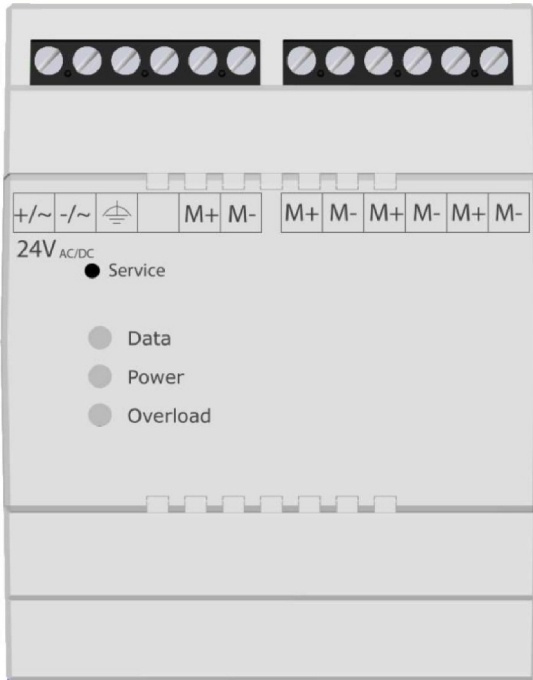 +/~ -/~ M+ M- M+ M- M+ M- M+ M-
24V AC/DC
Service
Data
Power
Overload